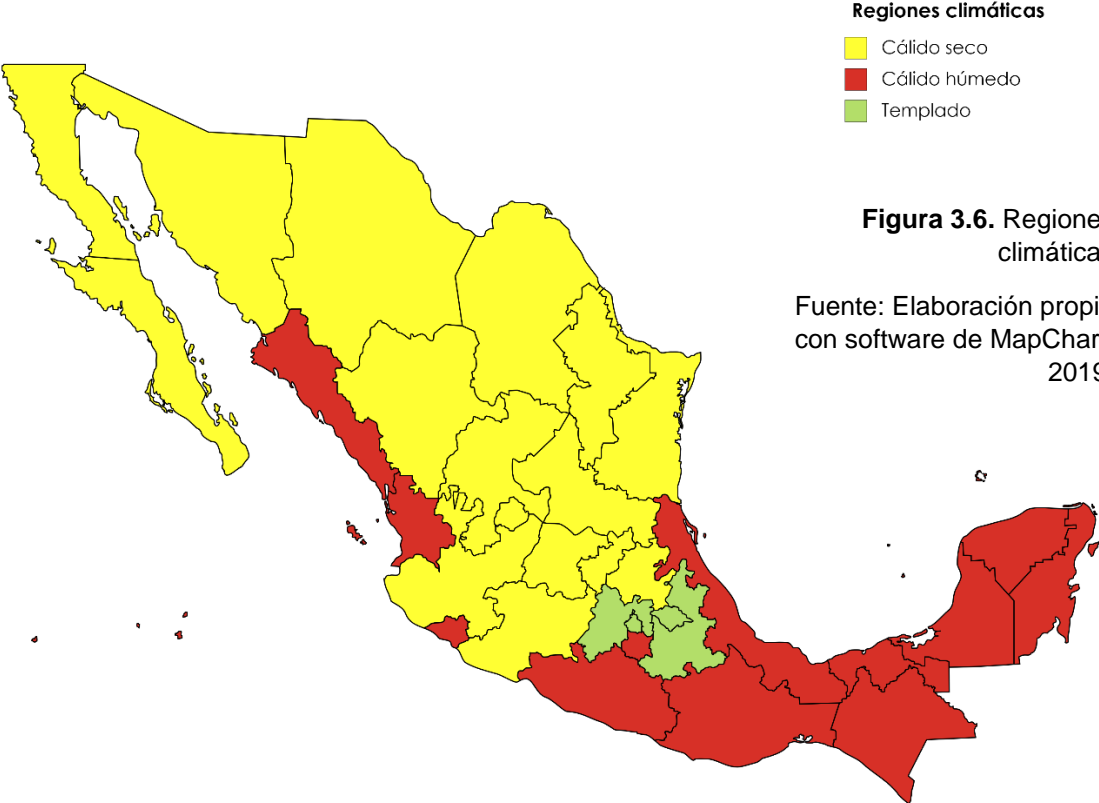 Regiones climáticas
Cálido seco
Cálido húmedo
Templado
Figura 3.6. Regione
climática
Fuente: Elaboración propi
con software de MapChar
2019